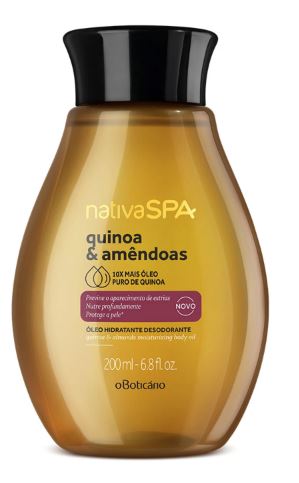 nativaSPA
quinoa
& amêndoas
10X MAIS ÓLEO
PURO DE QUINOA
Previne o aparecimento de estrias
Nutre profundamente
Protege a pele*
NOVO
ÓLEO HIDRATANTE DESODORANTE
quinoa & almonds moisturizing body oil
200ml - 6.8 fl.oz.
oBoticário